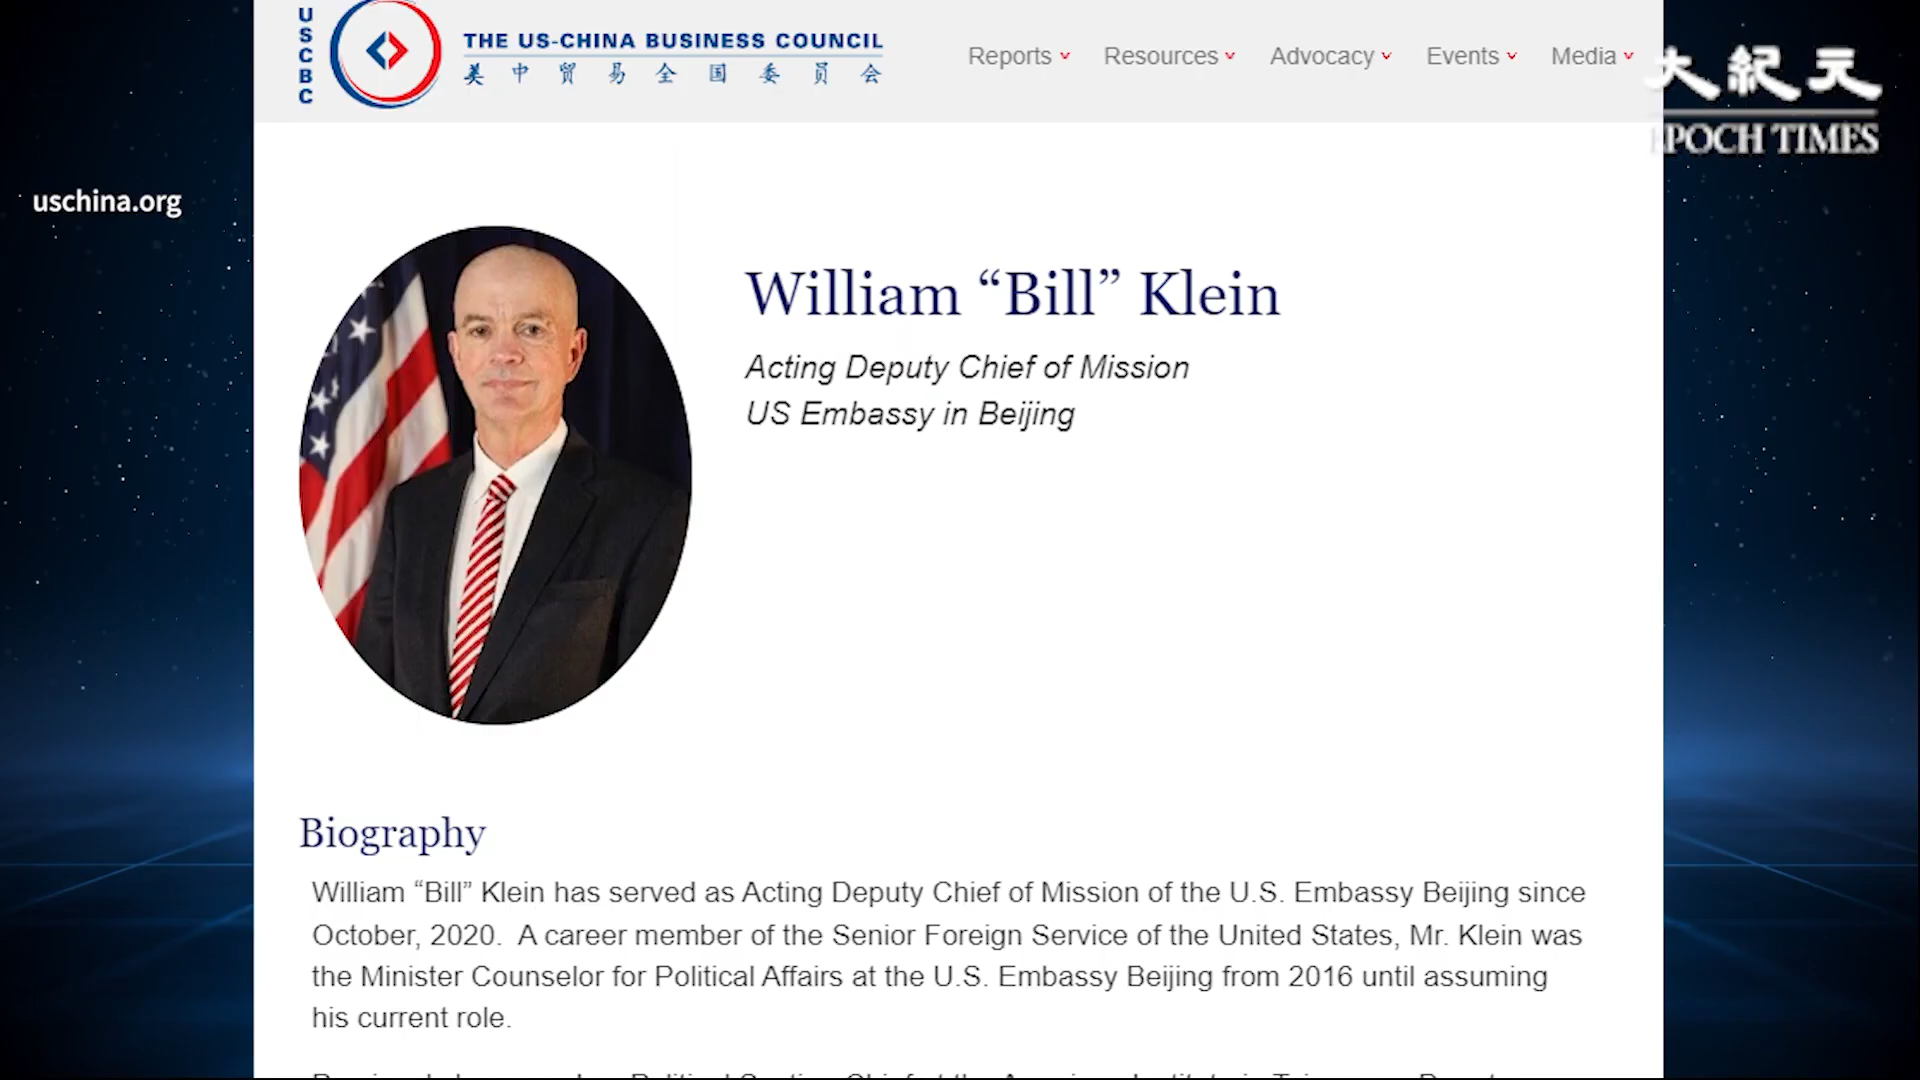 USCBC
THE US-CHINA BUSINESS COUNCIL
美中贸易全国委员会
Reports
Resources
Advocacy
Events
Media
大紀元
EPOCH TIMES
uschina.org
William “Bill” Klein
Acting Deputy Chief of Mission
US Embassy in Beijing
Biography
William “Bill” Klein has served as Acting Deputy Chief of Mission of the U.S. Embassy Beijing since
October, 2020. A career member of the Senior Foreign Service of the United States, Mr. Klein was
the Minister Counselor for Political Affairs at the U.S. Embassy Beijing from 2016 until assuming
his current role.